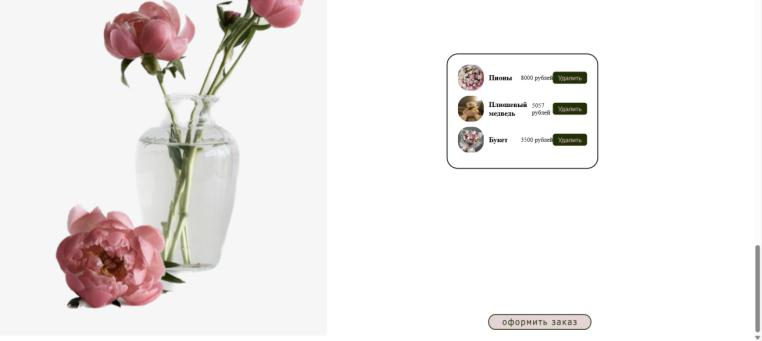 Пионы 8000 рублей Удалить
Плюшевый 5057
медведь рублей Удалить
Букет 3500 рублей Удалить
оформить заказ